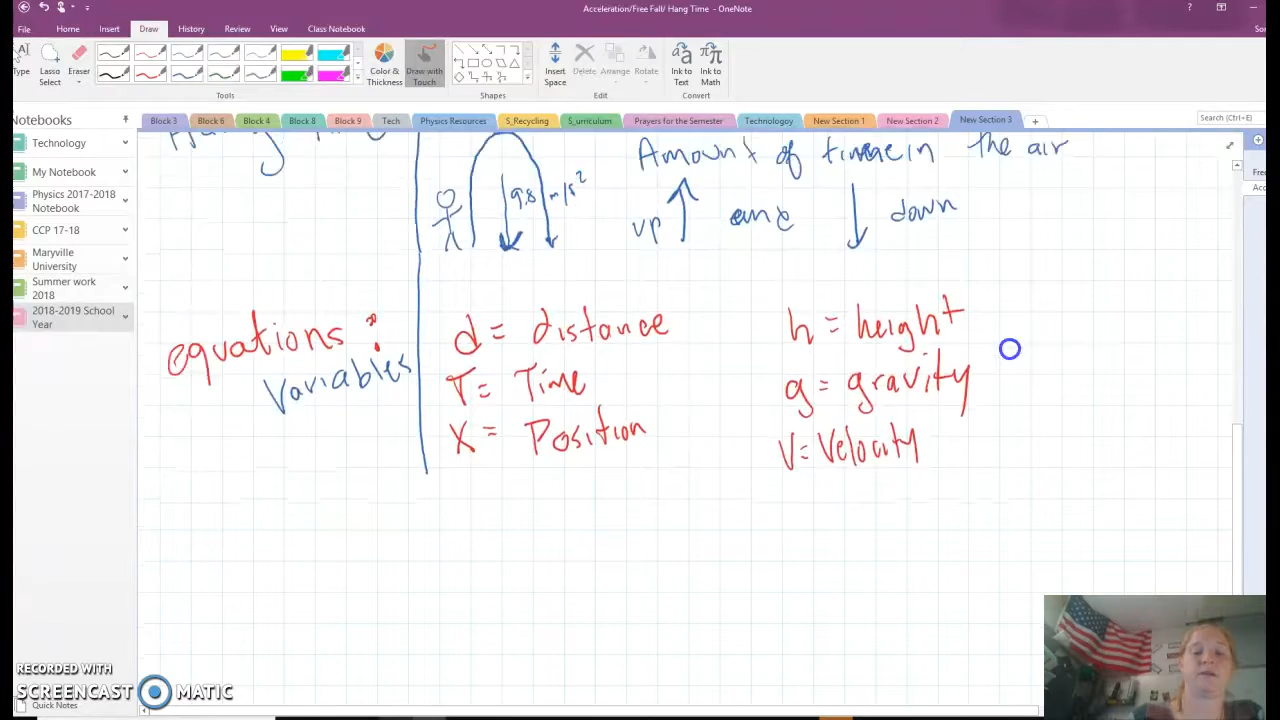 Acceleration/Free Fall/ Hang Time - OneNote
File Home Insert Draw History Review View Class Notebook
Type Lasso Select Eraser Color & Thickness Draw with Touch Insert Space Delete Arrange Rotate Ink to Text Ink to Math
Tools Shapes Edit Convert
Notebooks Block 3 Block 6 Block 4 Block 8 Block 9 Tech Physics Resources S_Recycling S_urriculum Prayers for the Semester Technologoy New Section 1 New Section 2 New Section 3
Search (Ctrl+E)
Technology
My Notebook
Physics 2017-2018 Notebook
CCP 17-18
Maryville University
Summer work 2018
2018-2019 School Year
Quick Notes
Amount of time in the air
9.8 m/s²
up and down
equations :
Variables
d = distance
T = Time
X = Position
h = height
g = gravity
V = Velocity
RECORDED WITH
SCREENCAST MATIC